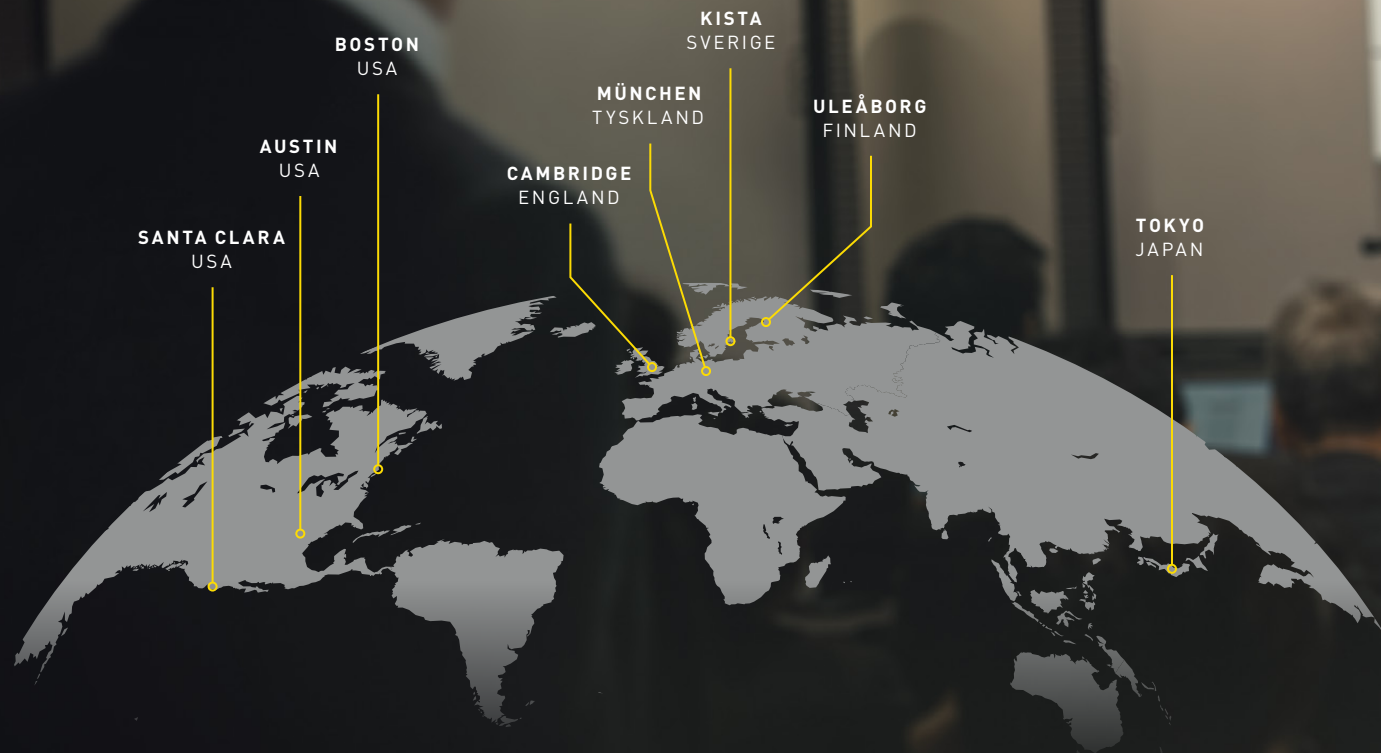 KISTA
SVERIGE
BOSTON
USA
MÜNCHEN
TYSKLAND
ULEÅBORG
FINLAND
AUSTIN
USA
CAMBRIDGE
ENGLAND
SANTA CLARA
USA
TOKYO
JAPAN